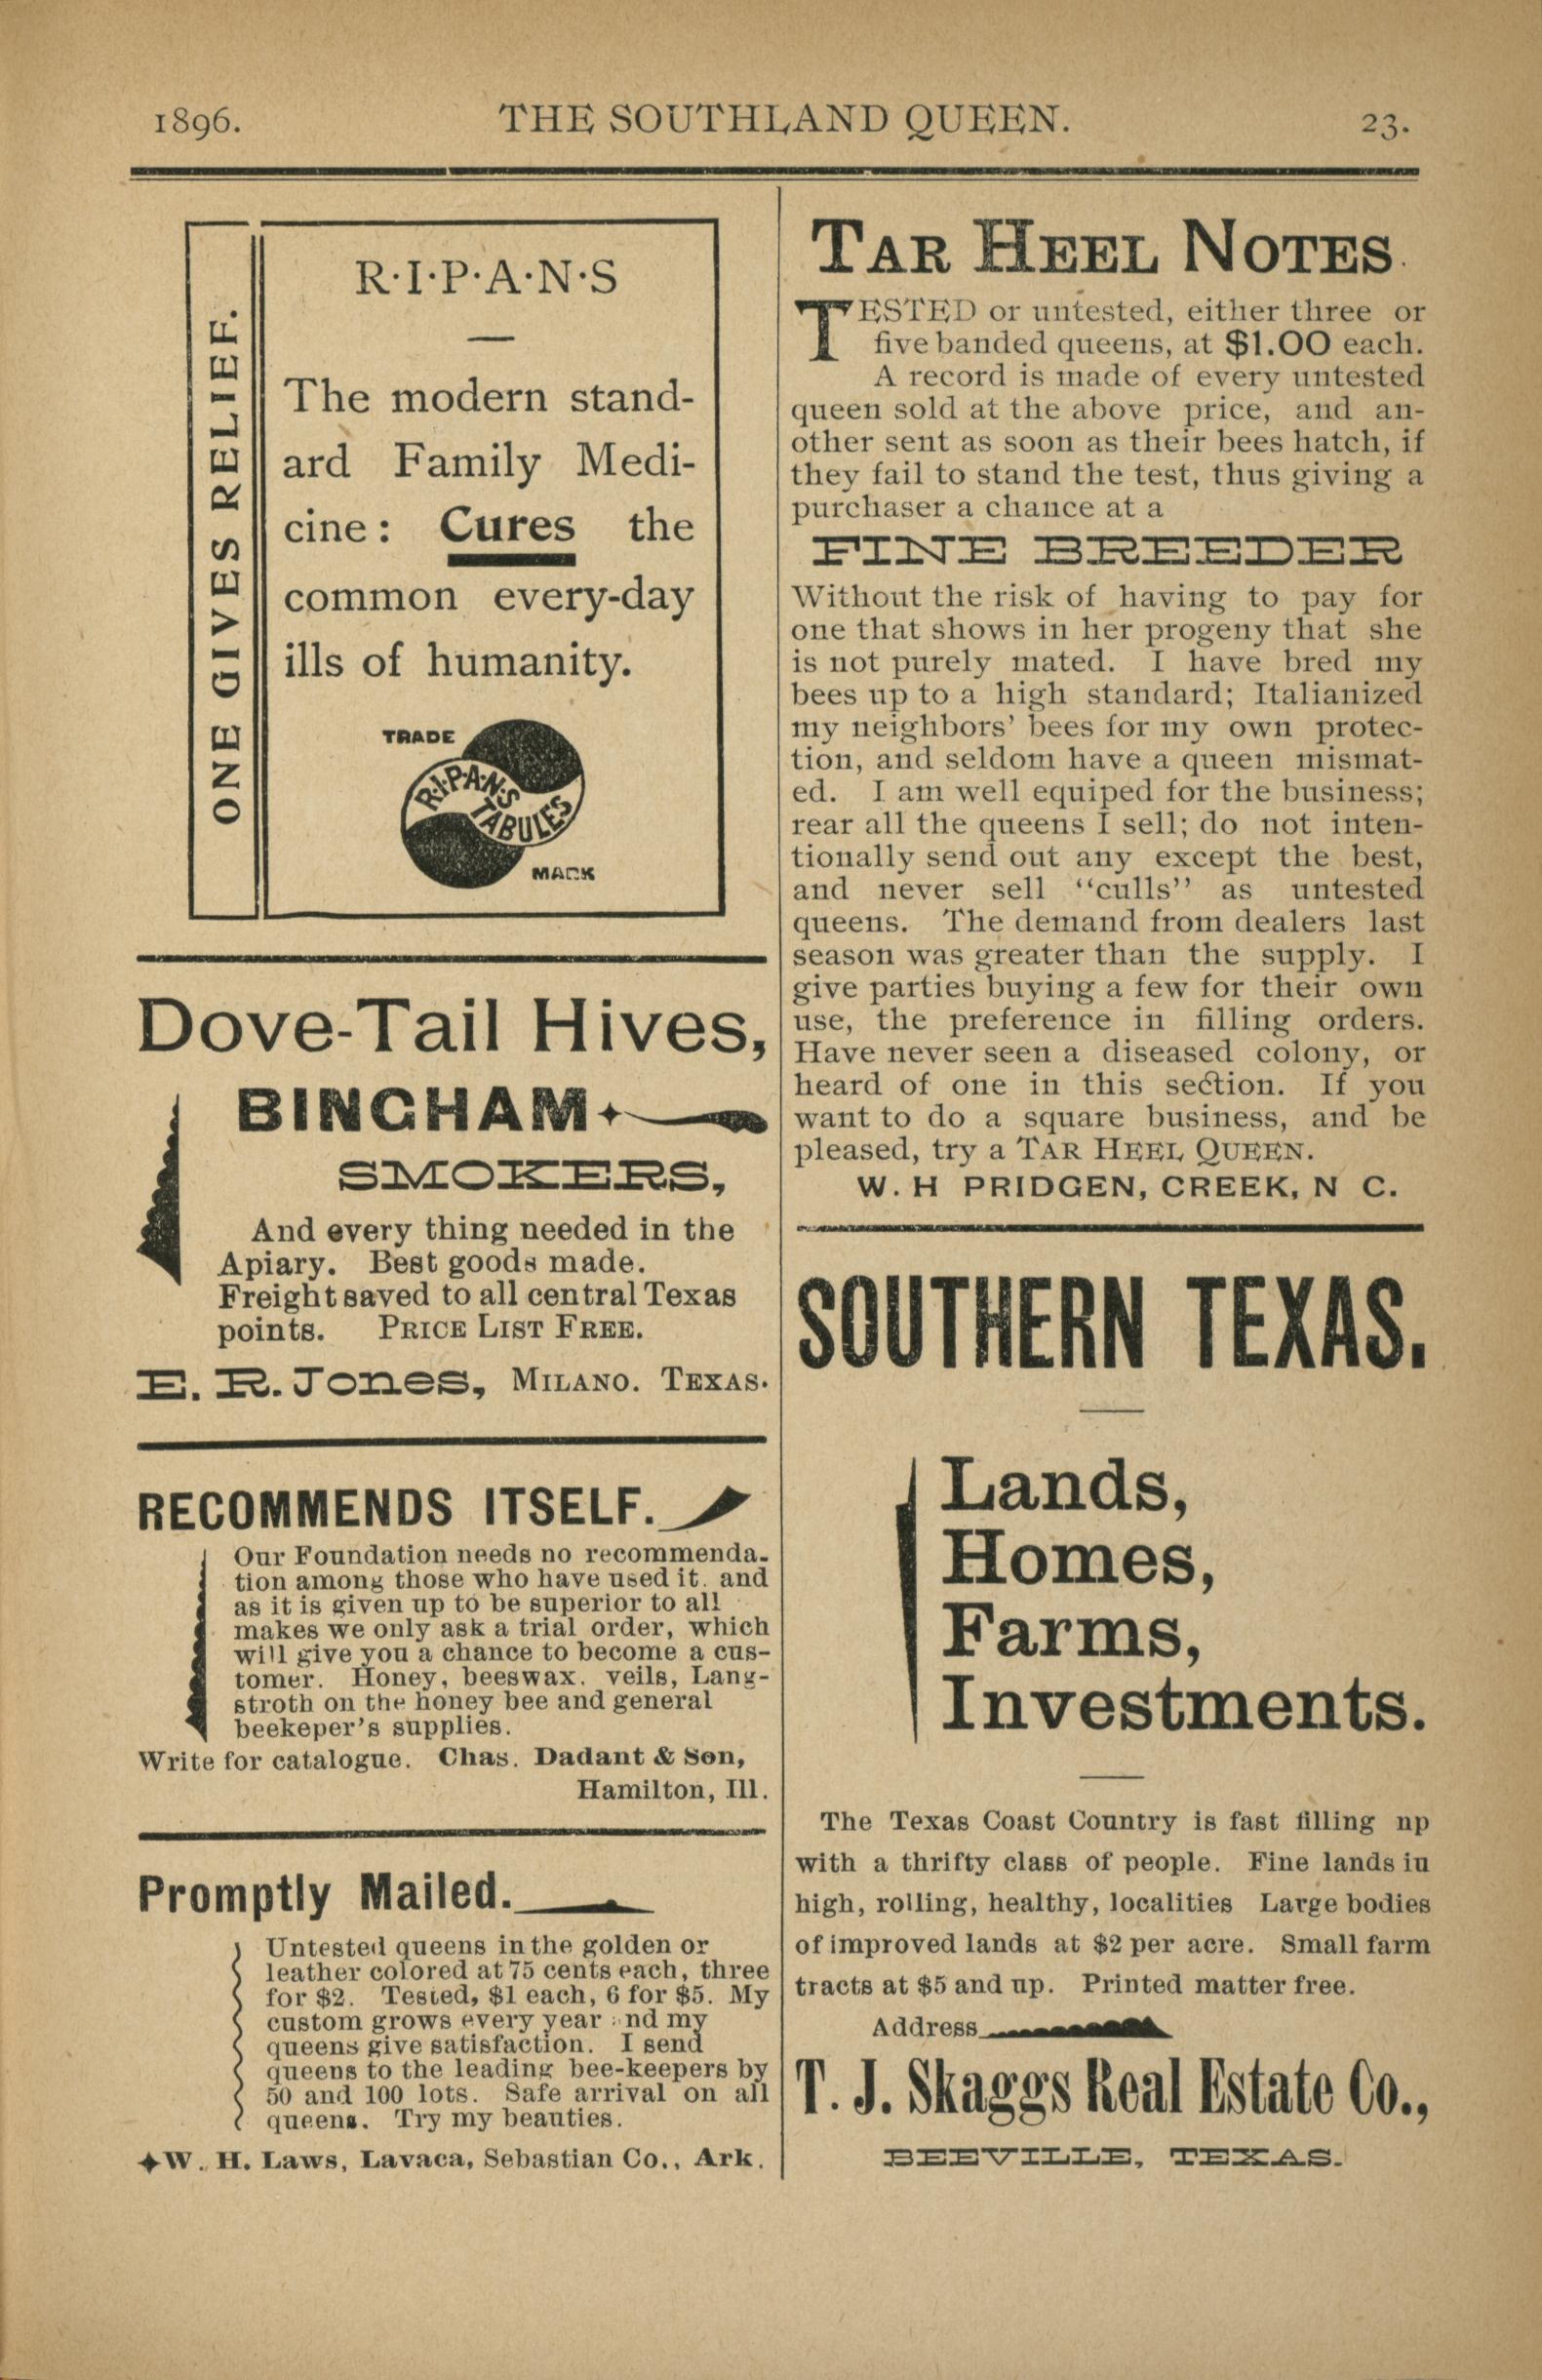 1896.
THE SOUTHLAND QUEEN.
23.
ONE GIVES RELIEF.
R·I·P·A·N·S
The modern stand-
ard Family Medi-
cine: Cures the
common every-day
ills of humanity.
TRADE
R·I·P·A·N·S
TABULES
MARK
Dove-Tail Hives,
BINGHAM
SMOKERS,
And every thing needed in the
Apiary. Best goods made.
Freight saved to all central Texas
points. PRICE LIST FREE.
E. R. Jones, MILANO. TEXAS.
RECOMMENDS ITSELF.
Our Foundation needs no recommenda-
tion among those who have used it. and
as it is given up to be superior to all
makes we only ask a trial order, which
will give you a chance to become a cus-
tomer. Honey, beeswax. veils, Lang-
stroth on the honey bee and general
beekeper's supplies.
Write for catalogue. Chas. Dadant & Son,
Hamilton, Ill.
Promptly Mailed.
Untested queens in the golden or
leather colored at 75 cents each, three
for $2. Tested, $1 each, 6 for $5. My
custom grows every year and my
queens give satisfaction. I send
queens to the leading bee-keepers by
50 and 100 lots. Safe arrival on all
queens. Try my beauties.
W. H. Laws, Lavaca, Sebastian Co., Ark.
TAR HEEL NOTES.
TESTED or untested, either three or
five banded queens, at $1.00 each.
A record is made of every untested
queen sold at the above price, and an-
other sent as soon as their bees hatch, if
they fail to stand the test, thus giving a
purchaser a chance at a
FINE BREEDER
Without the risk of having to pay for
one that shows in her progeny that she
is not purely mated. I have bred my
bees up to a high standard; Italianized
my neighbors' bees for my own protec-
tion, and seldom have a queen mismat-
ed. I am well equiped for the business;
rear all the queens I sell; do not inten-
tionally send out any except the best,
and never sell "culls" as untested
queens. The demand from dealers last
season was greater than the supply. I
give parties buying a few for their own
use, the preference in filling orders.
Have never seen a diseased colony, or
heard of one in this section. If you
want to do a square business, and be
pleased, try a TAR HEEL QUEEN.
W. H PRIDGEN, CREEK, N C.
SOUTHERN TEXAS.
Lands,
Homes,
Farms,
Investments.
The Texas Coast Country is fast filling up
with a thrifty class of people. Fine lands in
high, rolling, healthy, localities Large bodies
of improved lands at $2 per acre. Small farm
tracts at $5 and up. Printed matter free.
Address
T. J. Skaggs Real Estate Co.,
BEEVILLE, TEXAS.